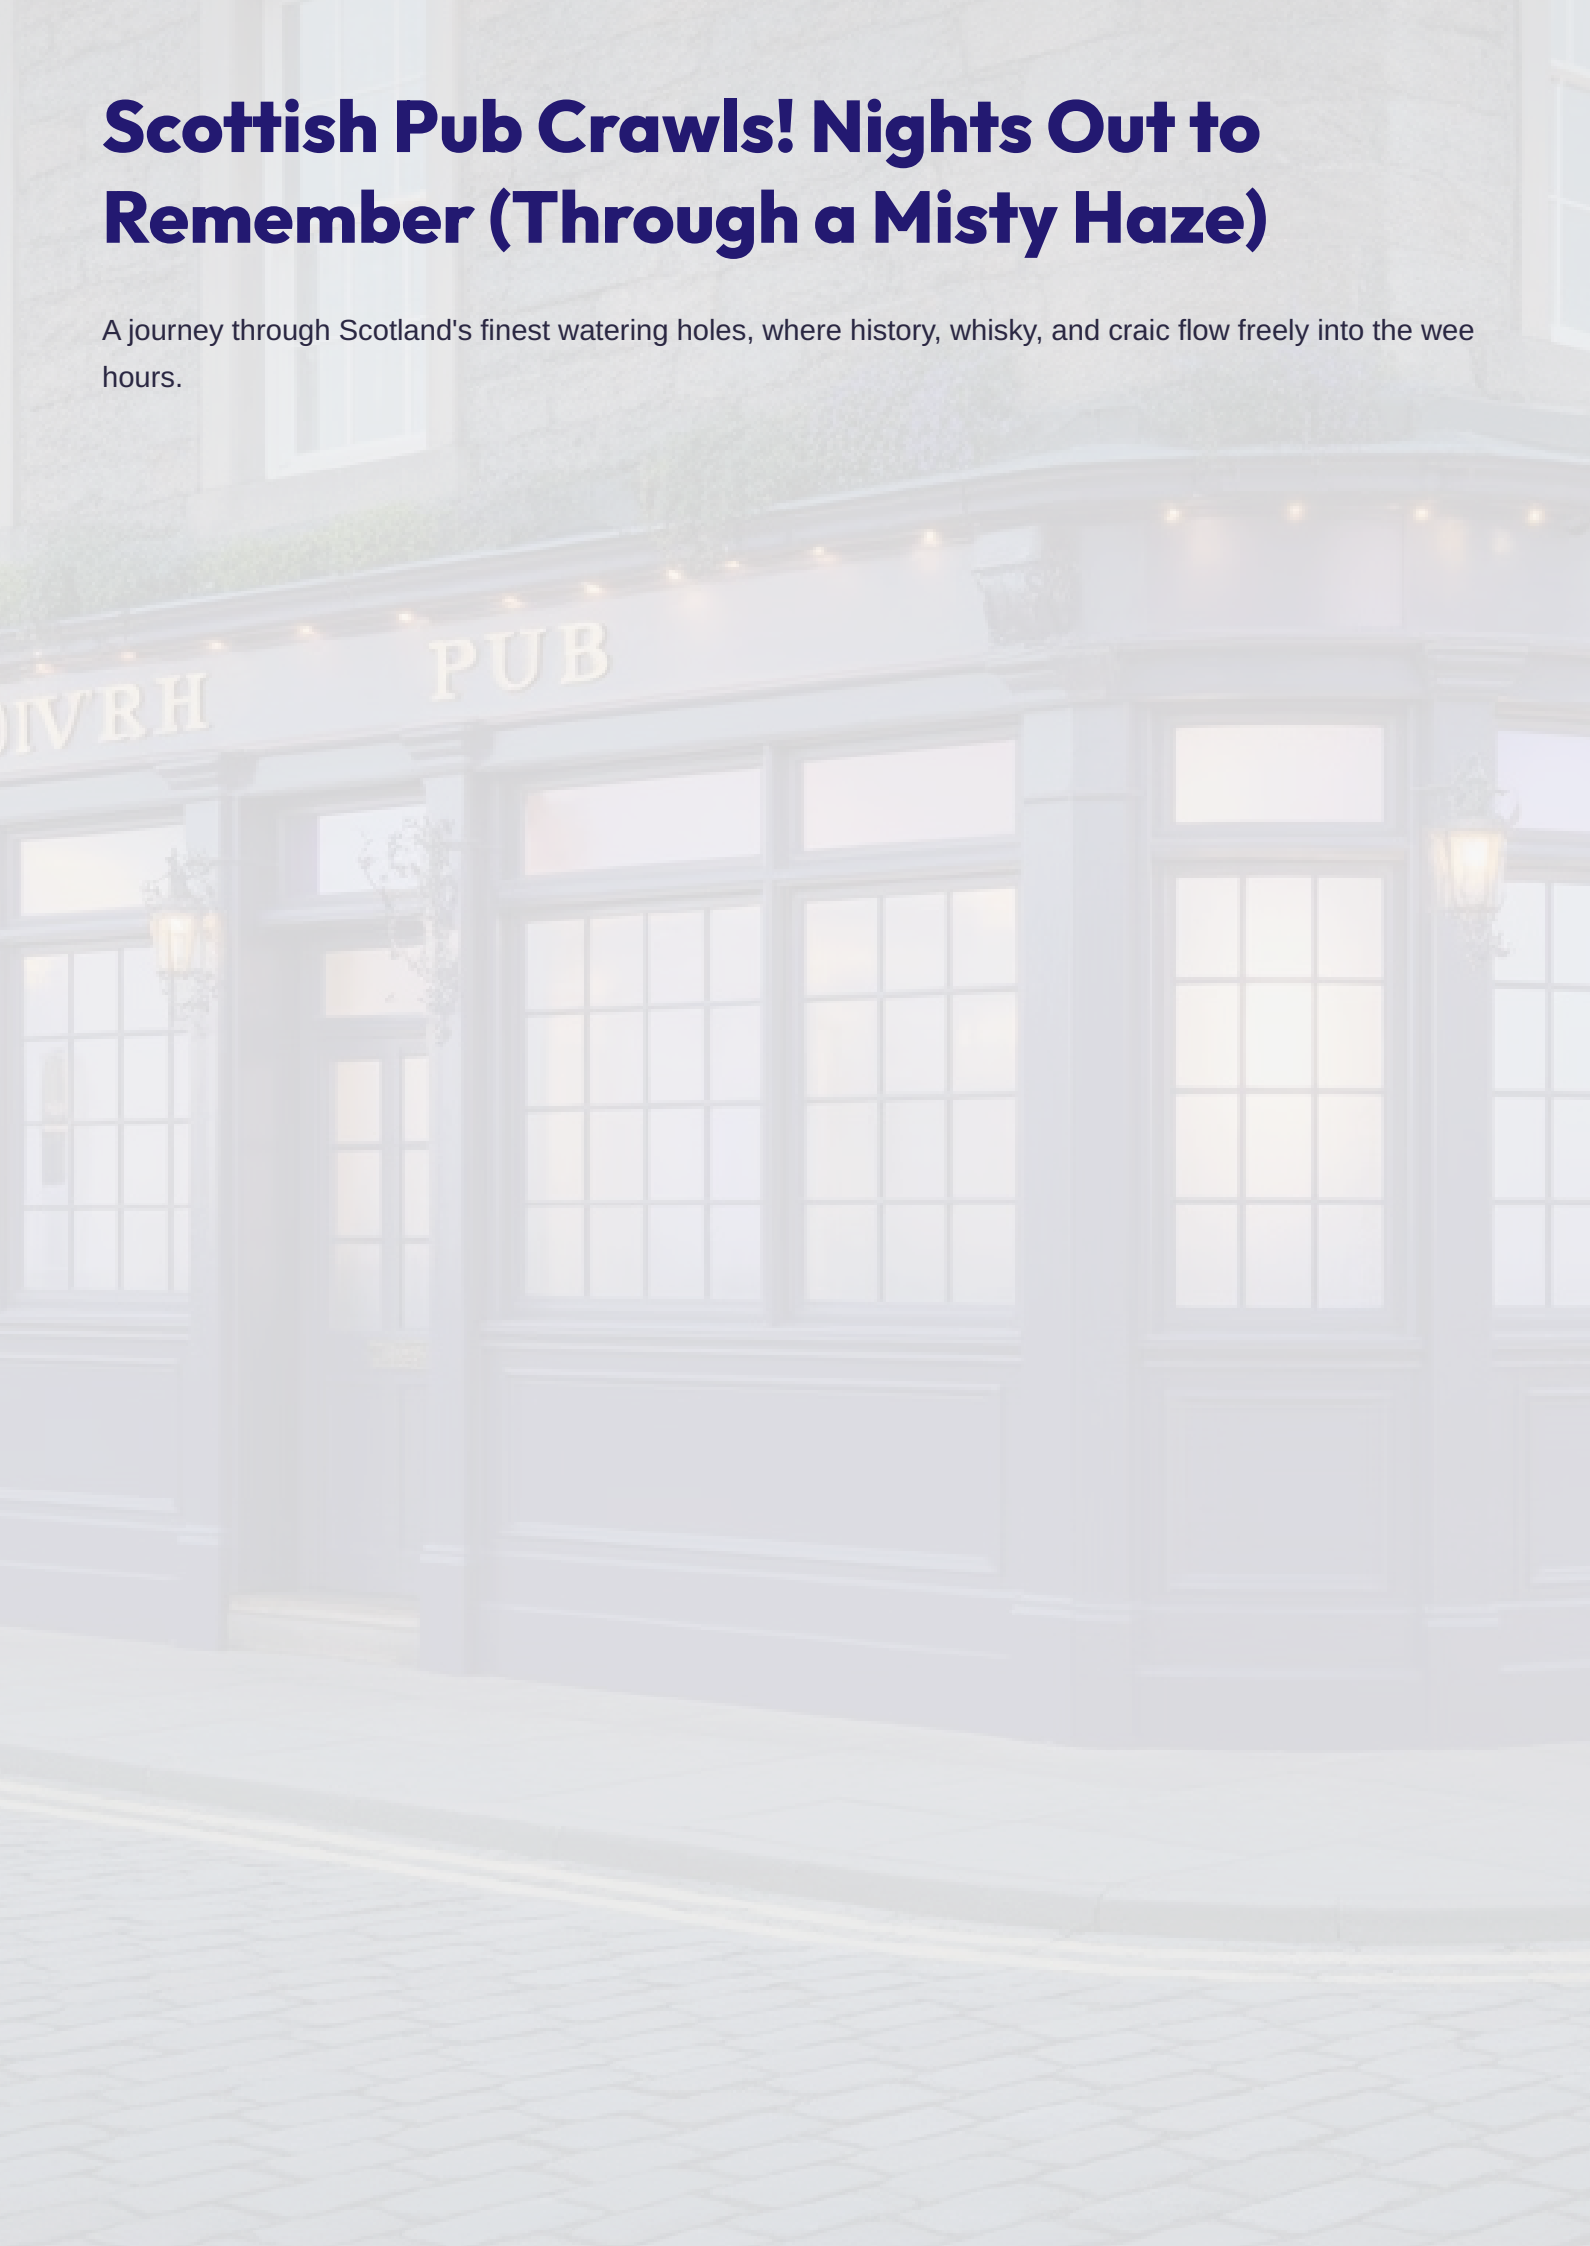 Scottish Pub Crawls! Nights Out to
Remember (Through a Misty Haze)
A journey through Scotland's finest watering holes, where history, whisky, and craic flow freely into the wee
hours.
PUB